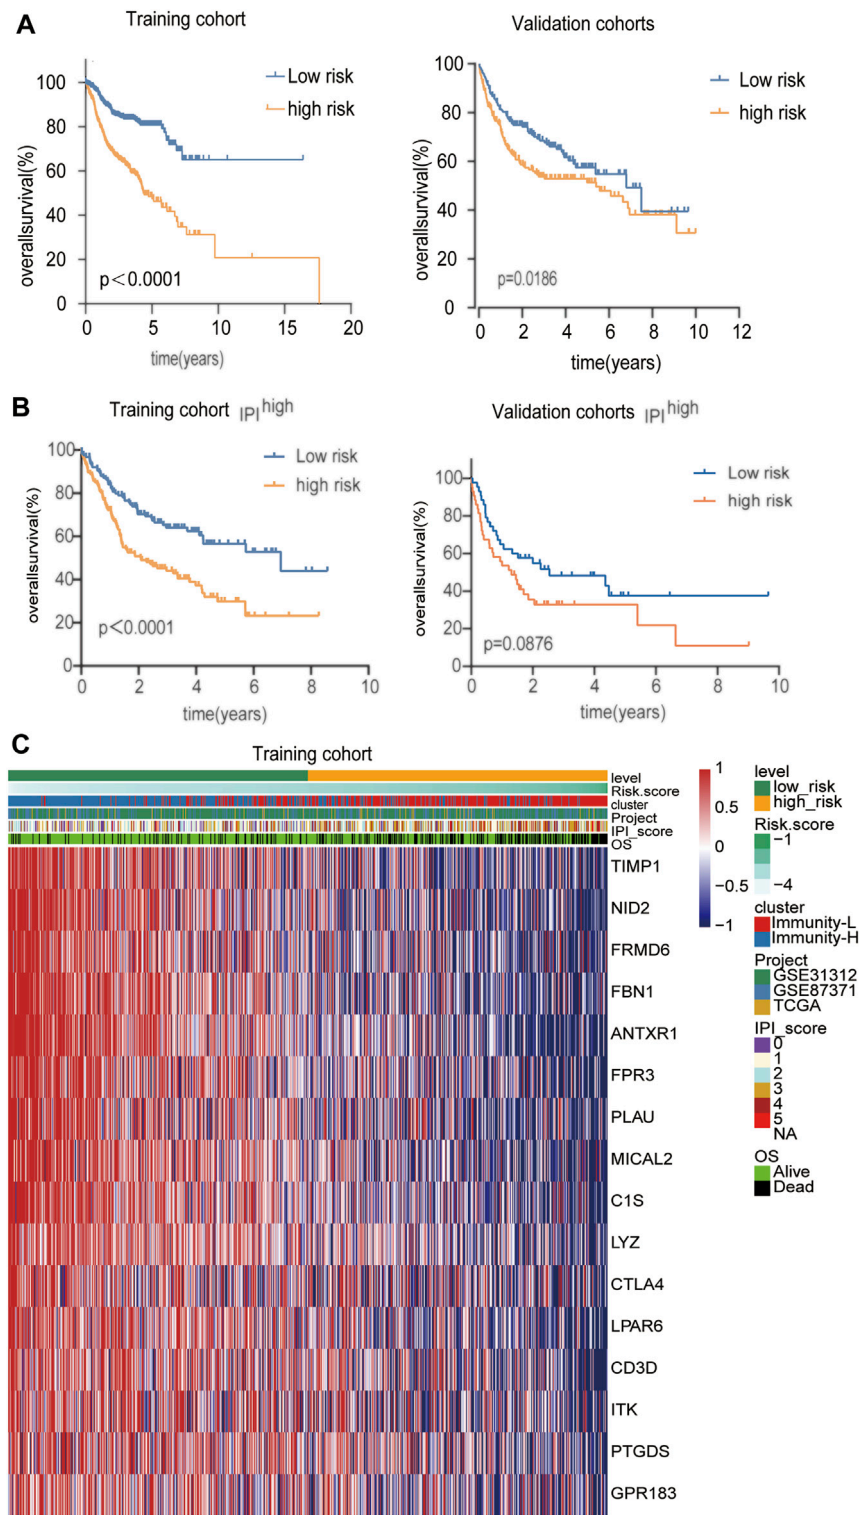 A
Training cohort
Validation cohorts
Low risk
high risk
100
80
60
40
20
0
overallsurvival(%)
p<0.0001
0 5 10 15 20
time(years)
Low risk
high risk
100
80
60
40
20
0
overallsurvival(%)
p=0.0186
0 2 4 6 8 10 12
time(years)
B
Training cohort IPI high
Validation cohorts IPI high
Low risk
high risk
100
80
60
40
20
0
overallsurvival(%)
p<0.0001
0 2 4 6 8 10
time(years)
Low risk
high risk
100
80
60
40
20
0
overallsurvival(%)
p=0.0876
0 2 4 6 8 10
time(years)
C
Training cohort
level
Risk.score
cluster
Project
IPI_score
OS
TIMP1
NID2
FRMD6
FBN1
ANTXR1
FPR3
PLAU
MICAL2
C1S
LYZ
CTLA4
LPAR6
CD3D
ITK
PTGDS
GPR183
1
0.5
0
−0.5
−1
level
low_risk
high_risk
Risk.score
−1
−4
cluster
Immunity-L
Immunity-H
Project
GSE31312
GSE87371
TCGA
IPI_score
0
1
2
3
4
5
NA
OS
Alive
Dead